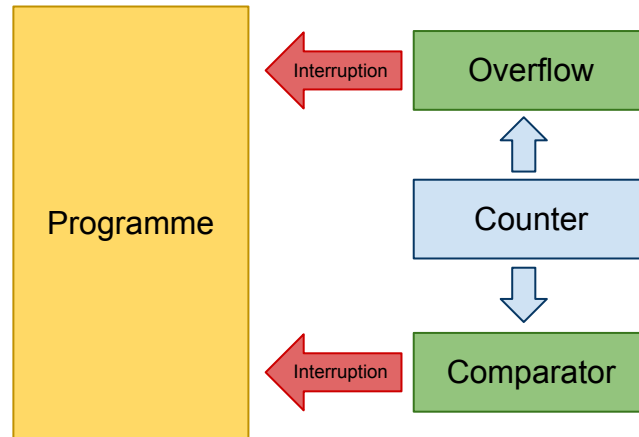 Interruption
Overflow
Programme
Counter
Interruption
Comparator